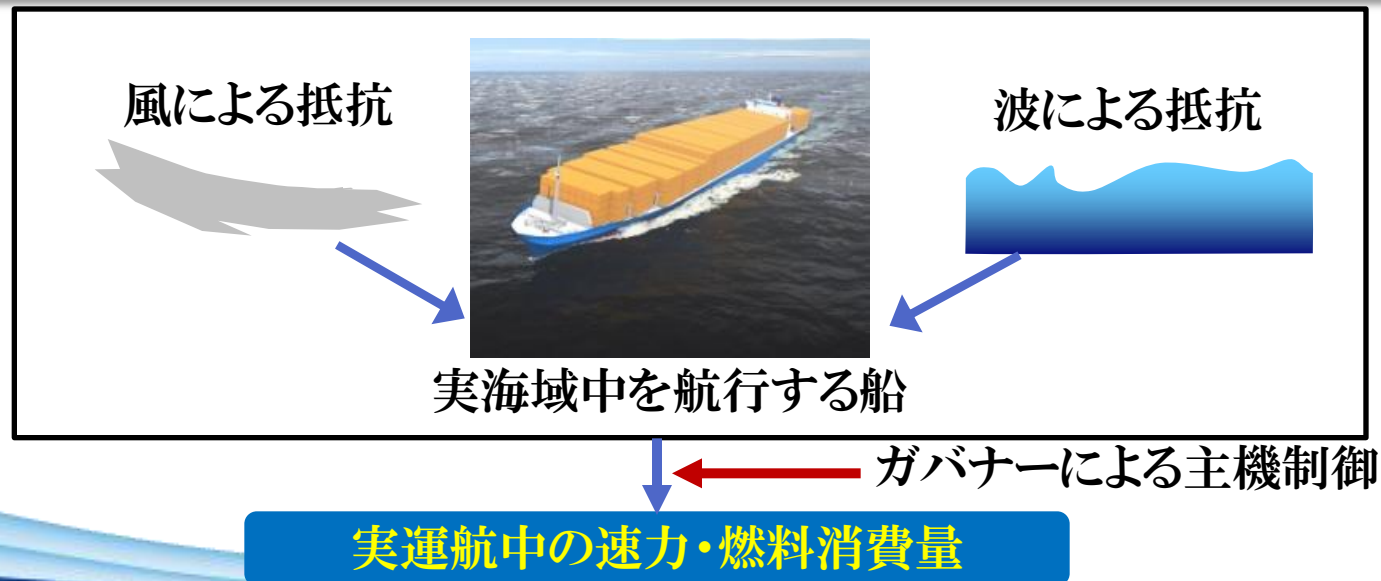 風による抵抗
波による抵抗
実海域中を航行する船
ガバナーによる主機制御
実運航中の速力・燃料消費量